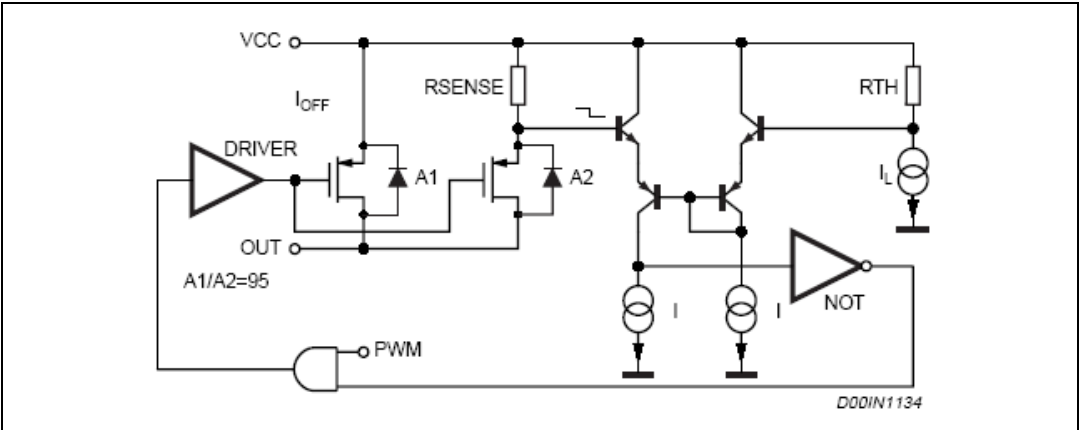 VCC
RSENSE
RTH
IOFF
DRIVER
A1
A2
IL
OUT
A1/A2=95
I
I
NOT
PWM
D00IN1134